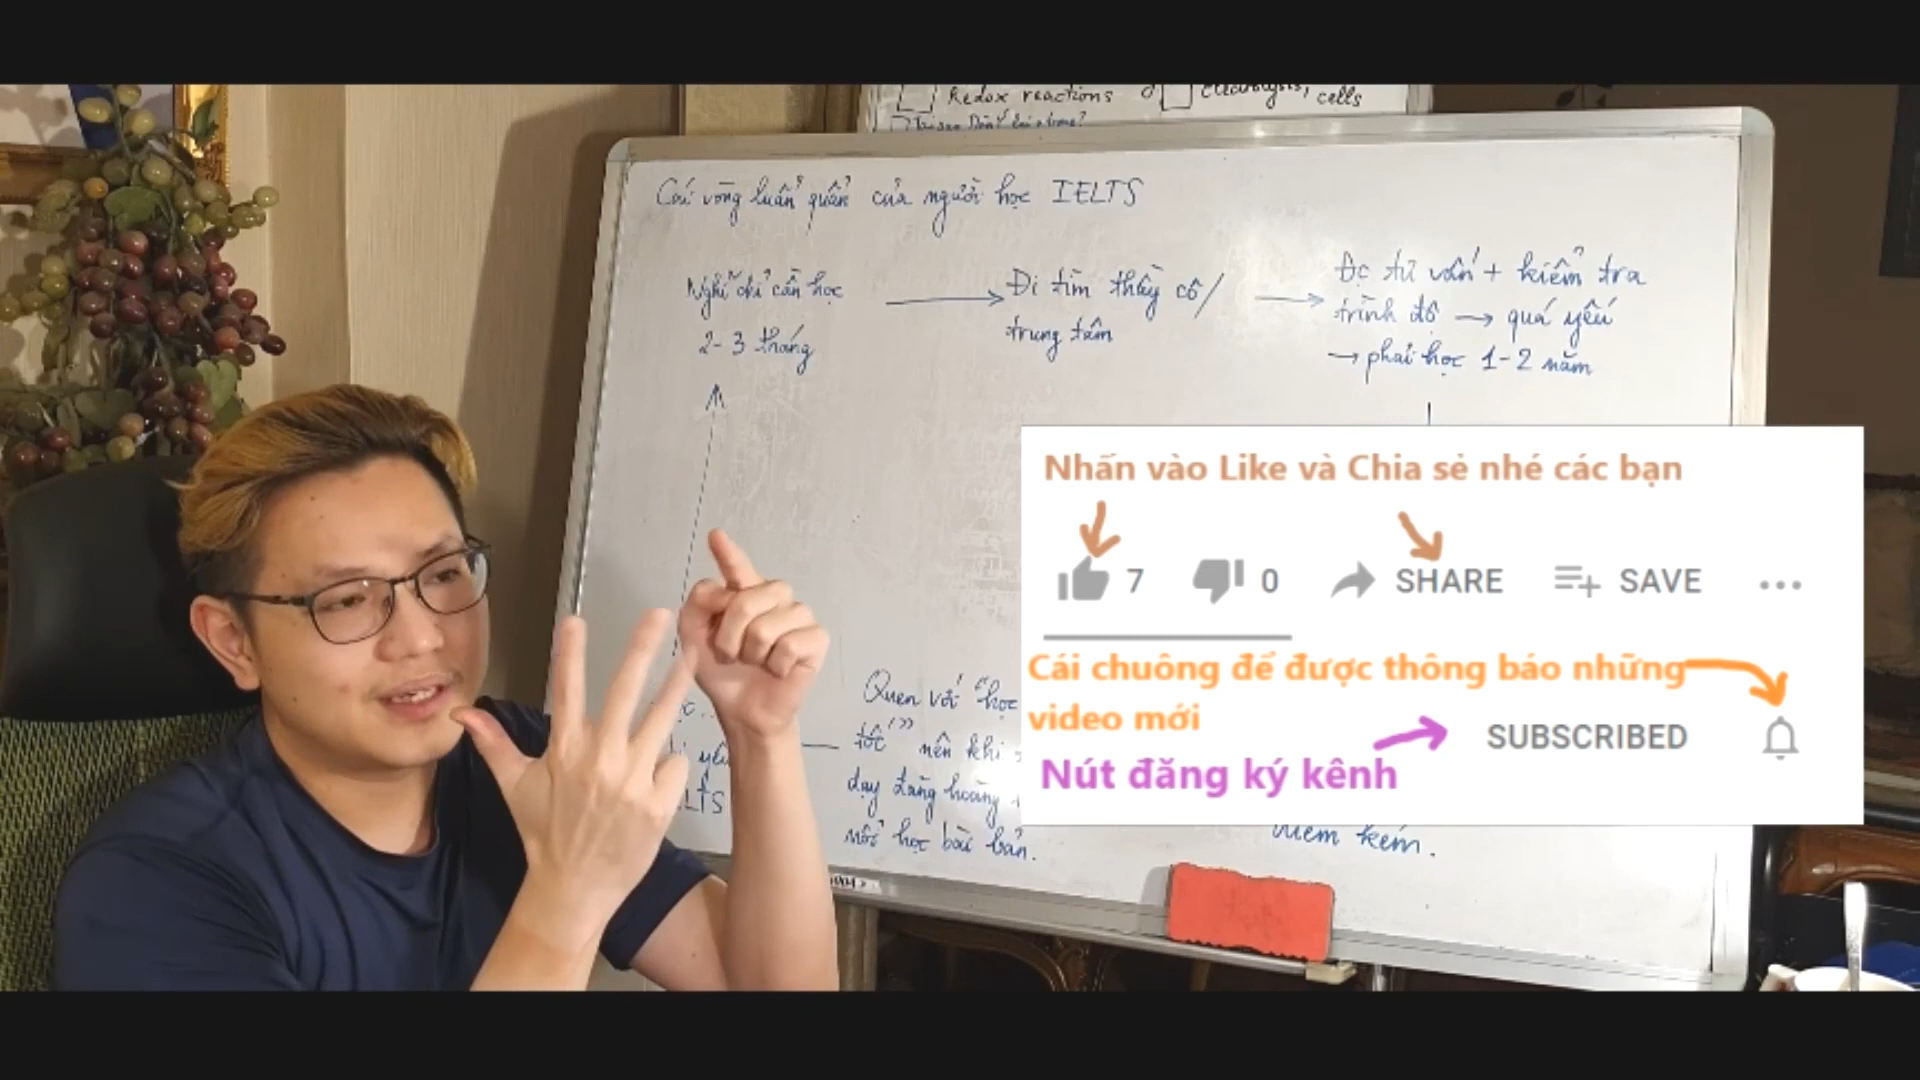 Redox reactions
cells
Cái vòng luẩn quẩn của người học IELTS
Nghĩ chỉ cần học
2-3 tháng
Đi tìm thầy cô/
trung tâm
Đc tư vấn + kiểm tra
trình độ → quá yếu
→ phải học 1-2 năm
Nhấn vào Like và Chia sẻ nhé các bạn
7 0 SHARE SAVE
Cái chuông để được thông báo những
video mới
SUBSCRIBED
Nút đăng ký kênh
Quen với "học
tốc" nên khi
dạy đàng hoàng
mới học bài bản.